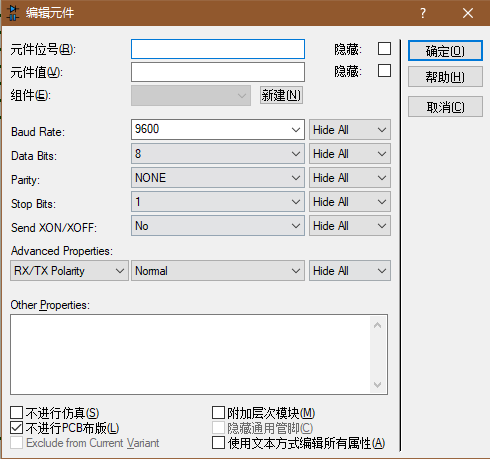 编辑元件
元件位号(R): 隐藏: 确定(O)
元件值(V): 隐藏: 帮助(H)
组件(E): 新建(N) 取消(C)
Baud Rate: 9600 Hide All
Data Bits: 8 Hide All
Parity: NONE Hide All
Stop Bits: 1 Hide All
Send XON/XOFF: No Hide All
Advanced Properties:
RX/TX Polarity Normal Hide All
Other Properties:
不进行仿真(S) 附加层次模块(M)
不进行PCB布版(L) 隐藏通用管脚(C)
Exclude from Current Variant 使用文本方式编辑所有属性(A)